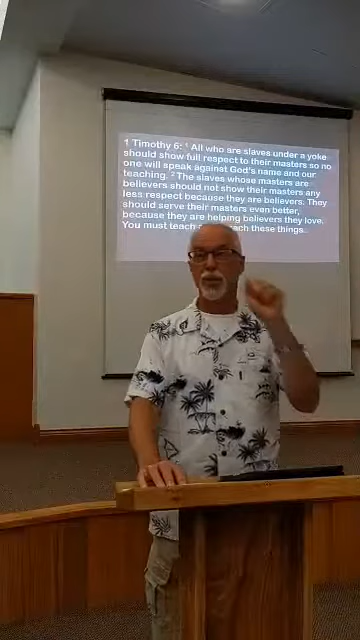 1 Timothy 6: 1 All who are slaves under a yoke
should show full respect to their masters so no
one will speak against God's name and our
teaching. 2 The slaves whose masters are
believers should not show their masters any
less respect because they are believers. They
should serve their masters even better,
because they are helping believers they love.
You must teach each these things.